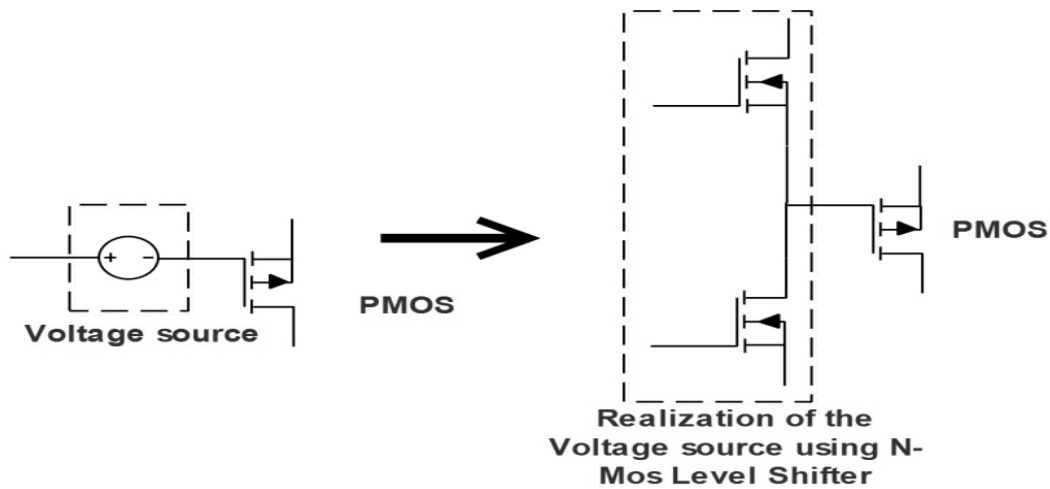 + −
Voltage source
PMOS
PMOS
Realization of the
Voltage source using N-
Mos Level Shifter